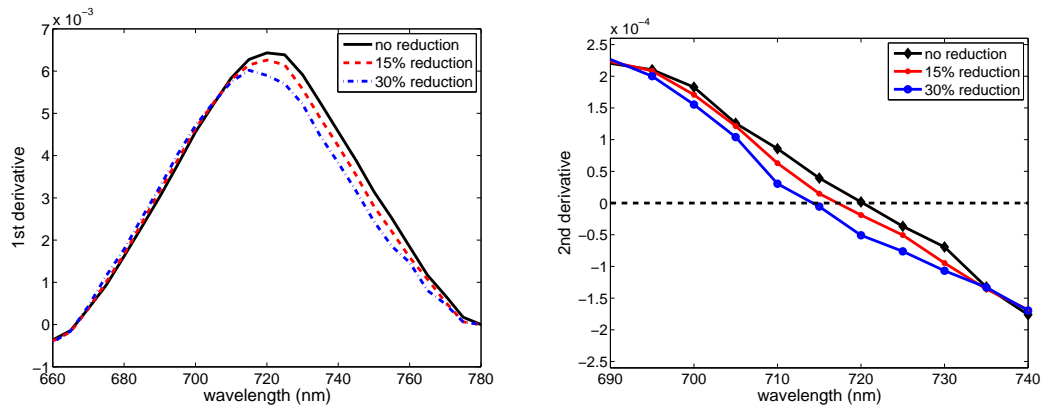 x 10⁻³
7
6
5
4
3
2
1
0
−1
1st derivative
660 680 700 720 740 760 780
wavelength (nm)
no reduction
15% reduction
30% reduction
x 10⁻⁴
2.5
2
1.5
1
0.5
0
−0.5
−1
−1.5
−2
−2.5
2nd derivative
690 700 710 720 730 740
wavelength (nm)
no reduction
15% reduction
30% reduction